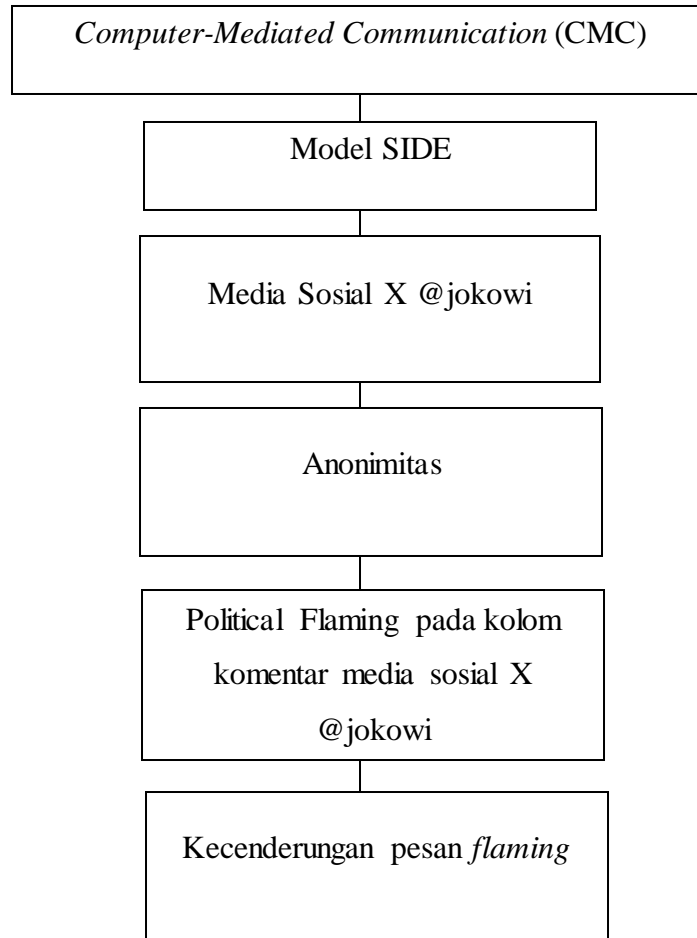 Computer-Mediated Communication (CMC)
Model SIDE
Media Sosial X @jokowi
Anonimitas
Political Flaming pada kolom
komentar media sosial X
@jokowi
Kecenderungan pesan flaming